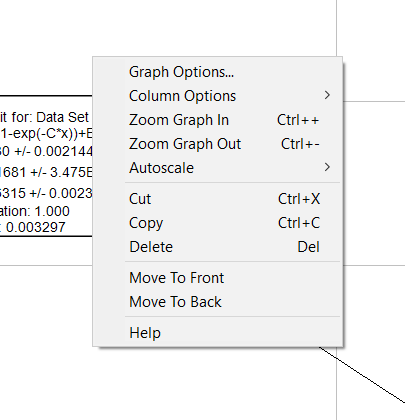 it for: Data Set
1-exp(-C*x))+
+/- 0.002144
1681 +/- 3.475E
6315 +/- 0.0023
ation: 1.000
: 0.003297
Graph Options...
Column Options
Zoom Graph In Ctrl++
Zoom Graph Out Ctrl+-
Autoscale
Cut Ctrl+X
Copy Ctrl+C
Delete Del
Move To Front
Move To Back
Help